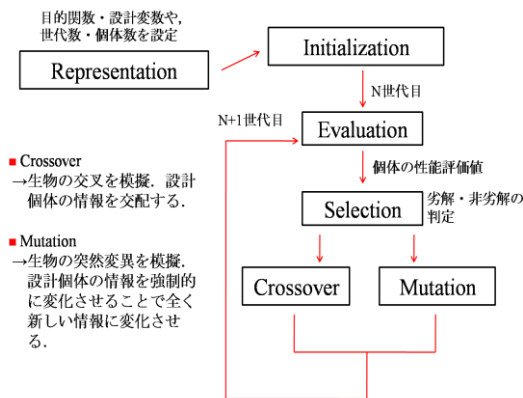 目的関数・設計変数や,
世代数・個体数を設定
Representation
Initialization
N世代目
N+1世代目
Evaluation
個体の性能評価値
Selection
劣解・非劣解の
判定
Crossover
Mutation
■ Crossover
→生物の交叉を模擬．設計
個体の情報を交配する．
■ Mutation
→生物の突然変異を模擬．
設計個体の情報を強制的
に変化させることで全く
新しい情報に変化させ
る．